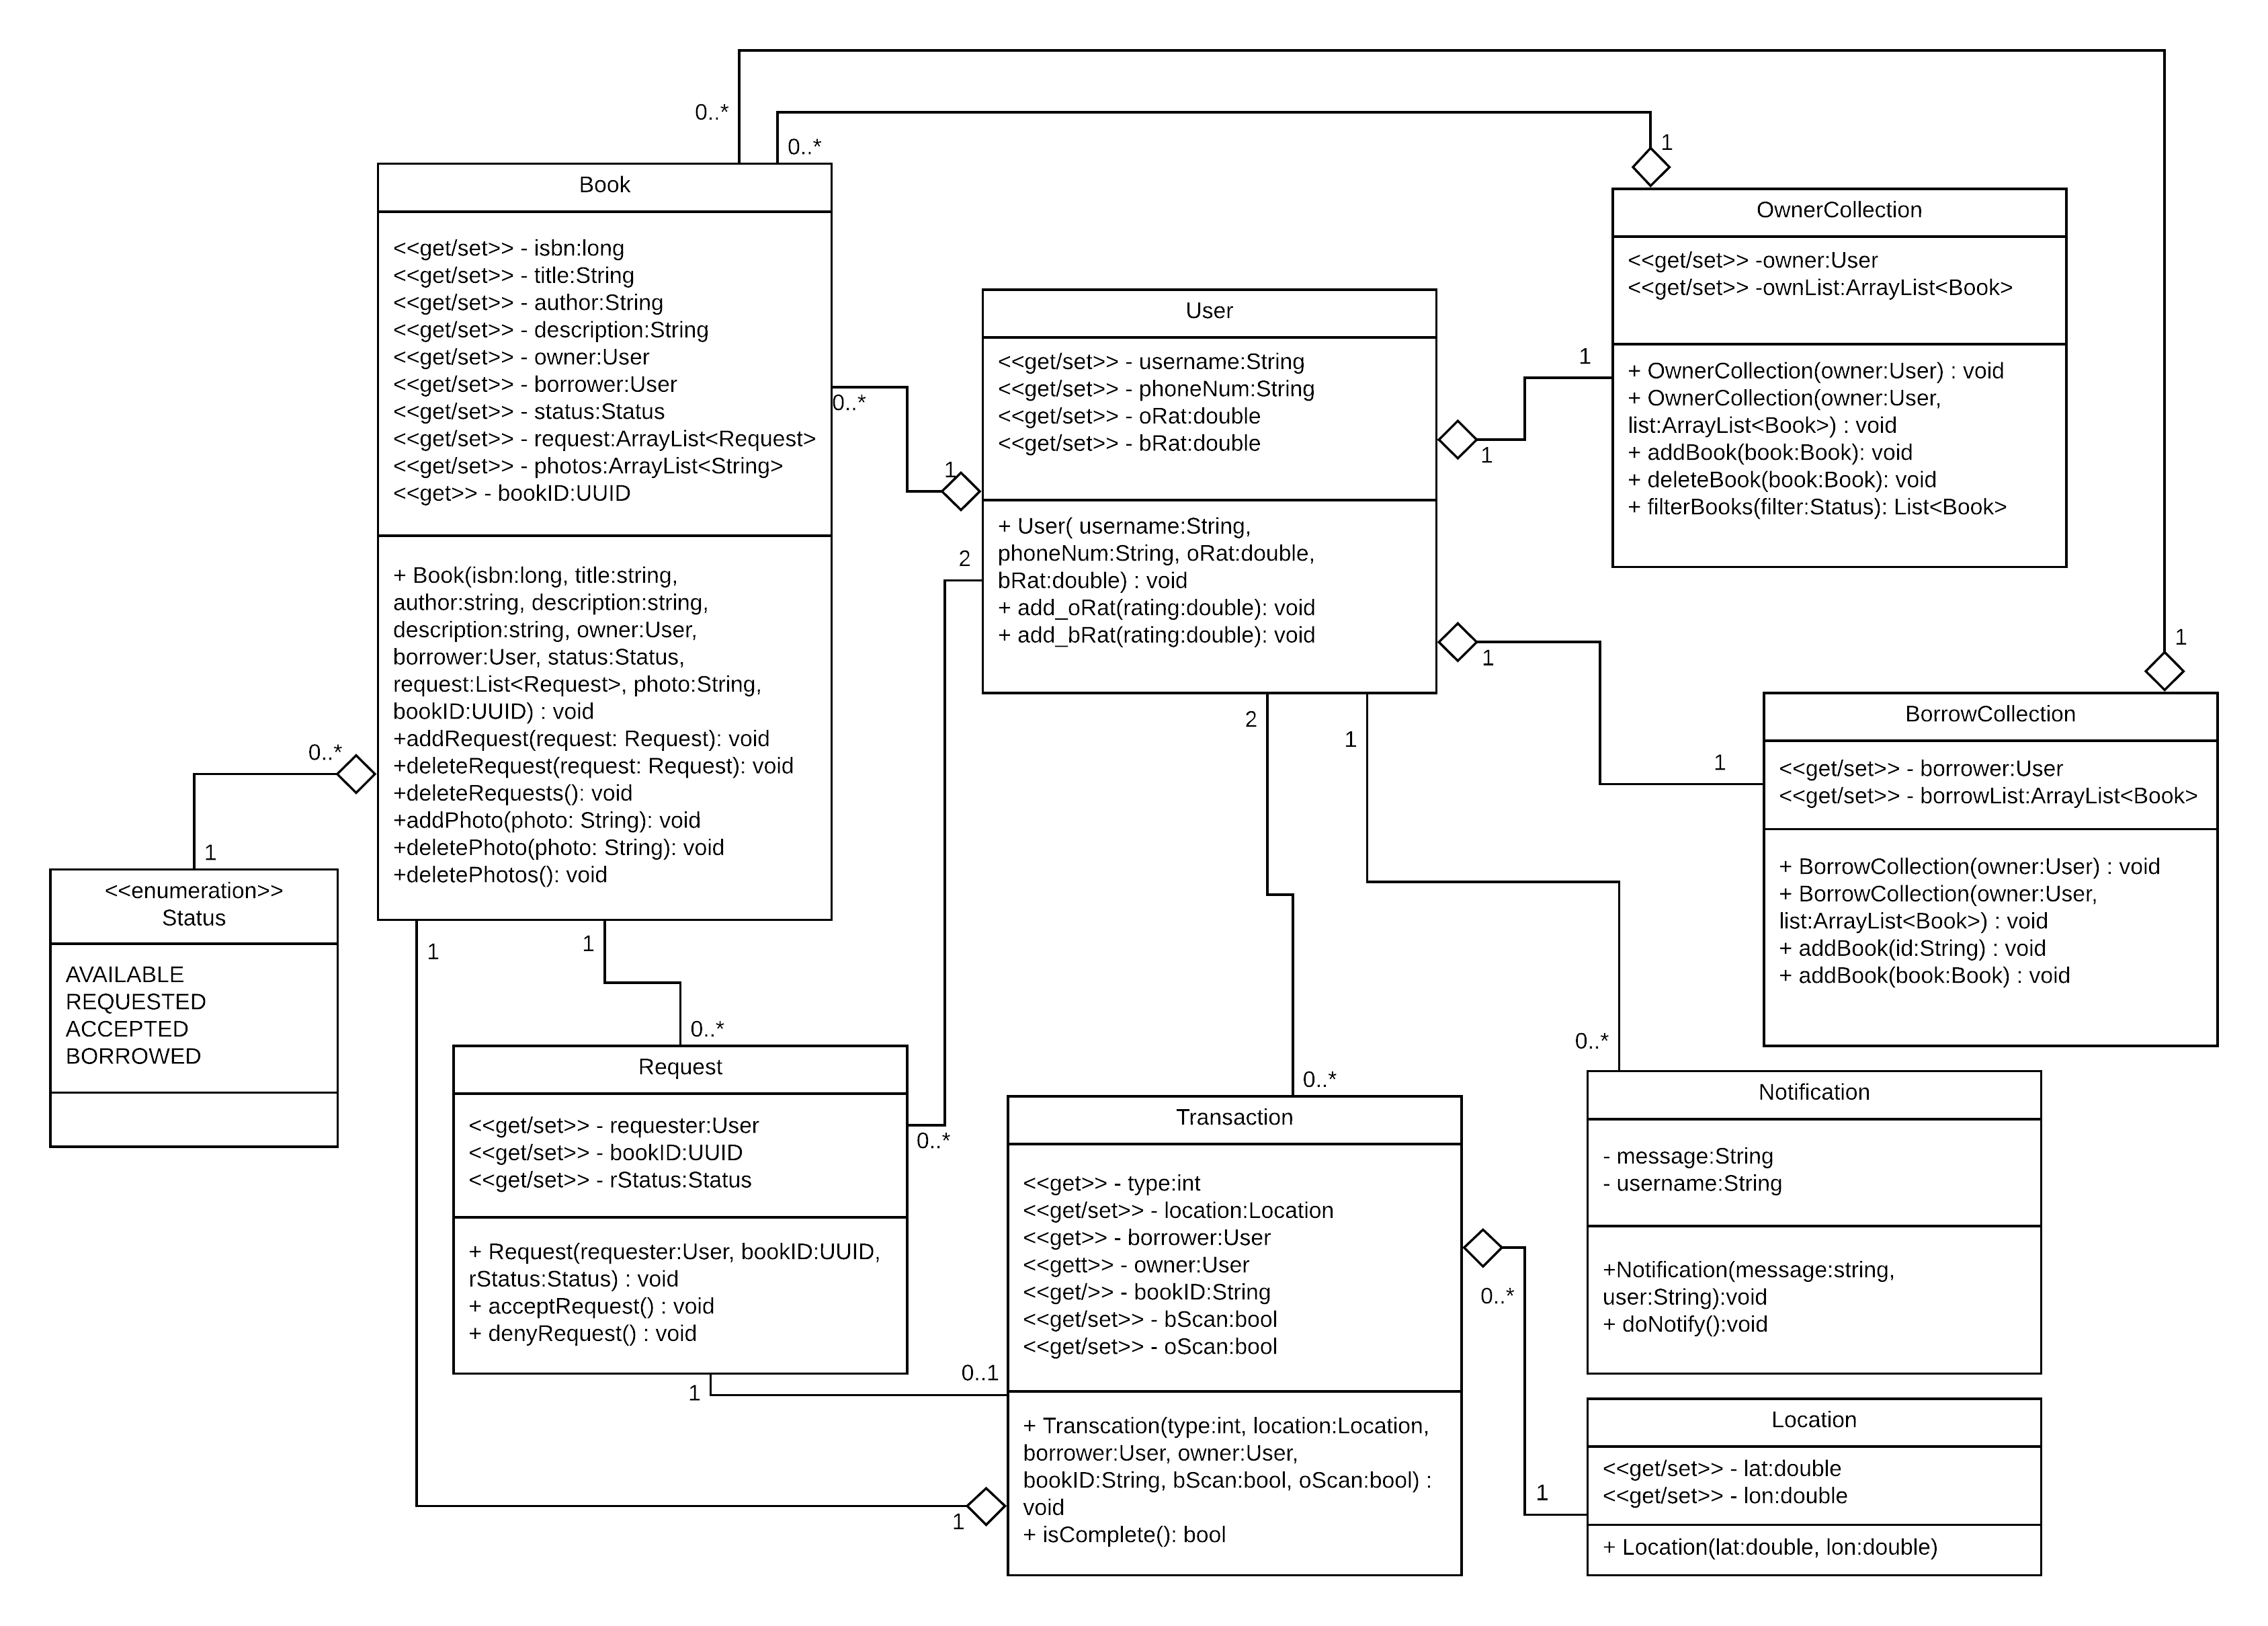 0..*
0..*
1
Book
<<get/set>> - isbn:long
<<get/set>> - title:String
<<get/set>> - author:String
<<get/set>> - description:String
<<get/set>> - owner:User
<<get/set>> - borrower:User
<<get/set>> - status:Status
<<get/set>> - request:ArrayList<Request>
<<get/set>> - photos:ArrayList<String>
<<get>> - bookID:UUID
+ Book(isbn:long, title:string,
author:string, description:string,
description:string, owner:User,
borrower:User, status:Status,
request:List<Request>, photo:String,
bookID:UUID) : void
+addRequest(request: Request): void
+deleteRequest(request: Request): void
+deleteRequests(): void
+addPhoto(photo: String): void
+deletePhoto(photo: String): void
+deletePhotos(): void
0..*
1
User
<<get/set>> - username:String
<<get/set>> - phoneNum:String
<<get/set>> - oRat:double
<<get/set>> - bRat:double
+ User( username:String,
phoneNum:String, oRat:double,
bRat:double) : void
+ add_oRat(rating:double): void
+ add_bRat(rating:double): void
2
1
1
OwnerCollection
<<get/set>> -owner:User
<<get/set>> -ownList:ArrayList<Book>
+ OwnerCollection(owner:User) : void
+ OwnerCollection(owner:User,
list:ArrayList<Book>) : void
+ addBook(book:Book): void
+ deleteBook(book:Book): void
+ filterBooks(filter:Status): List<Book>
1
1
1
BorrowCollection
<<get/set>> - borrower:User
<<get/set>> - borrowList:ArrayList<Book>
+ BorrowCollection(owner:User) : void
+ BorrowCollection(owner:User,
list:ArrayList<Book>) : void
+ addBook(id:String) : void
+ addBook(book:Book) : void
2
1
0..*
1
<<enumeration>>
Status
AVAILABLE
REQUESTED
ACCEPTED
BORROWED
1
1
0..*
Request
<<get/set>> - requester:User
<<get/set>> - bookID:UUID
<<get/set>> - rStatus:Status
+ Request(requester:User, bookID:UUID,
rStatus:Status) : void
+ acceptRequest() : void
+ denyRequest() : void
0..*
1
0..1
0..*
Transaction
<<get>> - type:int
<<get/set>> - location:Location
<<get>> - borrower:User
<<gett>> - owner:User
<<get/>> - bookID:String
<<get/set>> - bScan:bool
<<get/set>> - oScan:bool
+ Transcation(type:int, location:Location,
borrower:User, owner:User,
bookID:String, bScan:bool, oScan:bool) :
void
+ isComplete(): bool
1
0..*
Notification
- message:String
- username:String
+Notification(message:string,
user:String):void
+ doNotify():void
0..*
1
Location
<<get/set>> - lat:double
<<get/set>> - lon:double
+ Location(lat:double, lon:double)